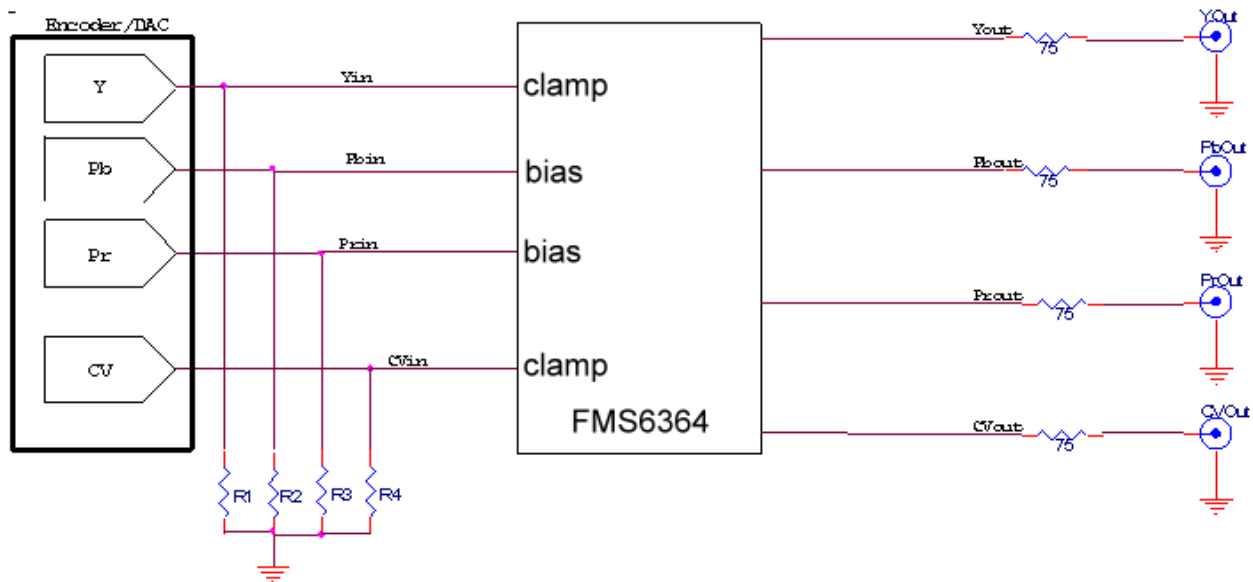 Encoder/DAC
Y
Pb
Pr
CV
Yin
Pbin
Prin
CVin
clamp
bias
bias
clamp
FMS6364
R1
R2
R3
R4
Yout
75
YOut
Pbout
75
PbOut
Prout
75
PrOut
CVout
75
CVOut